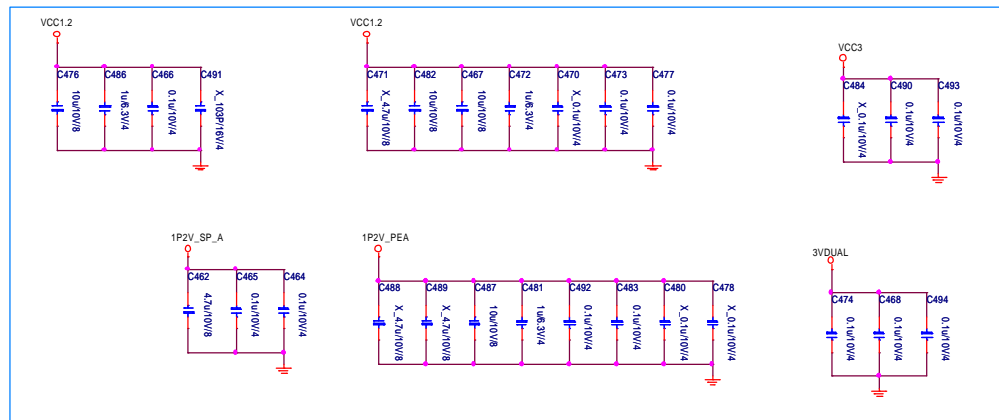 VCC1.2
C476 C486 C466 C491
10u/10V/8 1u/6.3V/4 0.1u/10V/4 X_103P/16V/4
VCC1.2
C471 C482 C467 C472 C470 C473 C477
X_4.7u/10V/8 10u/10V/8 10u/10V/8 1u/6.3V/4 X_0.1u/10V/4 0.1u/10V/4 0.1u/10V/4
VCC3
C484 C490 C493
X_0.1u/10V/4 0.1u/10V/4 0.1u/10V/4
1P2V_SP_A
C462 C465 C464
4.7u/10V/8 0.1u/10V/4 0.1u/10V/4
1P2V_PEA
C488 C489 C487 C481 C492 C483 C480 C478
X_4.7u/10V/8 X_4.7u/10V/8 10u/10V/8 1u/6.3V/4 0.1u/10V/4 0.1u/10V/4 X_0.1u/10V/4 X_0.1u/10V/4
3VDUAL
C474 C468 C494
0.1u/10V/4 0.1u/10V/4 0.1u/10V/4